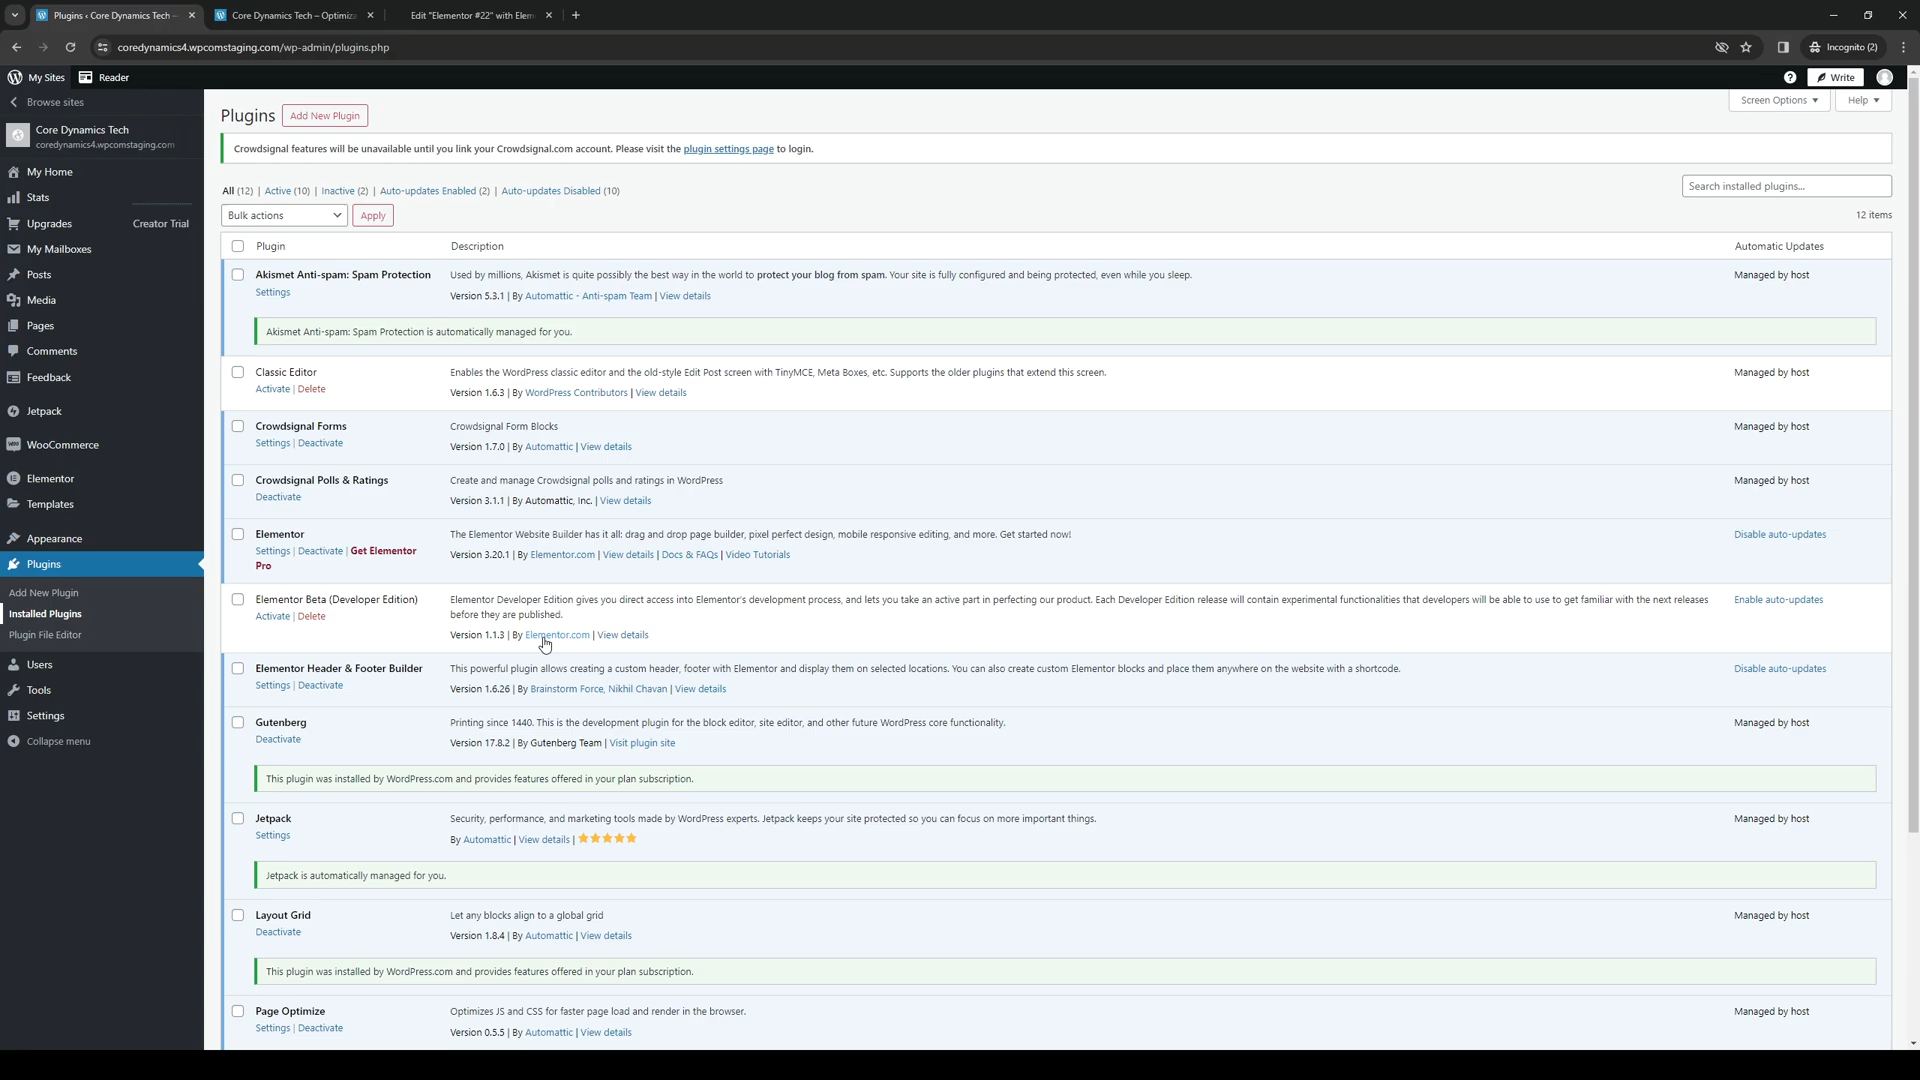 Plugins ‹ Core Dynamics Tech —
Core Dynamics Tech – Optimiza
Edit "Elementor #22" with Elem
coredynamics4.wpcomstaging.com/wp-admin/plugins.php
Incognito (2)
My Sites
Reader
Write
Browse sites
Core Dynamics Tech
coredynamics4.wpcomstaging.com
My Home
Stats
Upgrades
Creator Trial
My Mailboxes
Posts
Media
Pages
Comments
Feedback
Jetpack
WooCommerce
Elementor
Templates
Appearance
Plugins
Add New Plugin
Installed Plugins
Plugin File Editor
Users
Tools
Settings
Collapse menu
Plugins
Add New Plugin
Screen Options
Help
Crowdsignal features will be unavailable until you link your Crowdsignal.com account. Please visit the plugin settings page to login.
All (12) | Active (10) | Inactive (2) | Auto-updates Enabled (2) | Auto-updates Disabled (10)
Search installed plugins...
Bulk actions
Apply
12 items
Plugin Description Automatic Updates
Akismet Anti-spam: Spam Protection
Settings
Used by millions, Akismet is quite possibly the best way in the world to protect your blog from spam. Your site is fully configured and being protected, even while you sleep.
Version 5.3.1 | By Automattic - Anti-spam Team | View details
Managed by host
Akismet Anti-spam: Spam Protection is automatically managed for you.
Classic Editor
Activate | Delete
Enables the WordPress classic editor and the old-style Edit Post screen with TinyMCE, Meta Boxes, etc. Supports the older plugins that extend this screen.
Version 1.6.3 | By WordPress Contributors | View details
Managed by host
Crowdsignal Forms
Settings | Deactivate
Crowdsignal Form Blocks
Version 1.7.0 | By Automattic | View details
Managed by host
Crowdsignal Polls & Ratings
Deactivate
Create and manage Crowdsignal polls and ratings in WordPress
Version 3.1.1 | By Automattic, Inc. | View details
Managed by host
Elementor
Settings | Deactivate | Get Elementor
Pro
The Elementor Website Builder has it all: drag and drop page builder, pixel perfect design, mobile responsive editing, and more. Get started now!
Version 3.20.1 | By Elementor.com | View details | Docs & FAQs | Video Tutorials
Disable auto-updates
Elementor Beta (Developer Edition)
Activate | Delete
Elementor Developer Edition gives you direct access into Elementor's development process, and lets you take an active part in perfecting our product. Each Developer Edition release will contain experimental functionalities that developers will be able to use to get familiar with the next releases
before they are published.
Version 1.1.3 | By Elementor.com | View details
Enable auto-updates
Elementor Header & Footer Builder
Settings | Deactivate
This powerful plugin allows creating a custom header, footer with Elementor and display them on selected locations. You can also create custom Elementor blocks and place them anywhere on the website with a shortcode.
Version 1.6.26 | By Brainstorm Force, Nikhil Chavan | View details
Disable auto-updates
Gutenberg
Deactivate
Printing since 1440. This is the development plugin for the block editor, site editor, and other future WordPress core functionality.
Version 17.8.2 | By Gutenberg Team | Visit plugin site
Managed by host
This plugin was installed by WordPress.com and provides features offered in your plan subscription.
Jetpack
Settings
Security, performance, and marketing tools made by WordPress experts. Jetpack keeps your site protected so you can focus on more important things.
By Automattic | View details |
Managed by host
Jetpack is automatically managed for you.
Layout Grid
Deactivate
Let any blocks align to a global grid
Version 1.8.4 | By Automattic | View details
Managed by host
This plugin was installed by WordPress.com and provides features offered in your plan subscription.
Page Optimize
Settings | Deactivate
Optimizes JS and CSS for faster page load and render in the browser.
Version 0.5.5 | By Automattic | View details
Managed by host